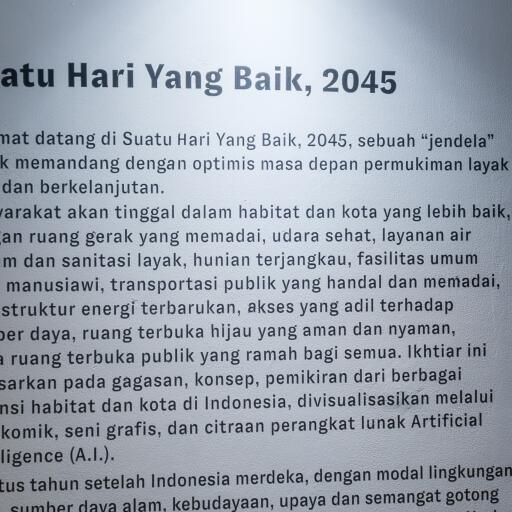 atu Hari Yang Baik, 2045
mat datang di Suatu Hari Yang Baik, 2045, sebuah “jendela”
k memandang dengan optimis masa depan permukiman layak
dan berkelanjutan.
yarakat akan tinggal dalam habitat dan kota yang lebih baik,
gan ruang gerak yang memadai, udara sehat, layanan air
m dan sanitasi layak, hunian terjangkau, fasilitas umum
manusiawi, transportasi publik yang handal dan memadai,
struktur energi terbarukan, akses yang adil terhadap
ber daya, ruang terbuka hijau yang aman dan nyaman,
a ruang terbuka publik yang ramah bagi semua. Ikhtiar ini
sarkan pada gagasan, konsep, pemikiran dari berbagai
nsi habitat dan kota di Indonesia, divisualisasikan melalui
komik, seni grafis, dan citraan perangkat lunak Artificial
ligence (A.I.).
tus tahun setelah Indonesia merdeka, dengan modal lingkungan
sumber daya alam, kebudayaan, upaya dan semangat gotong